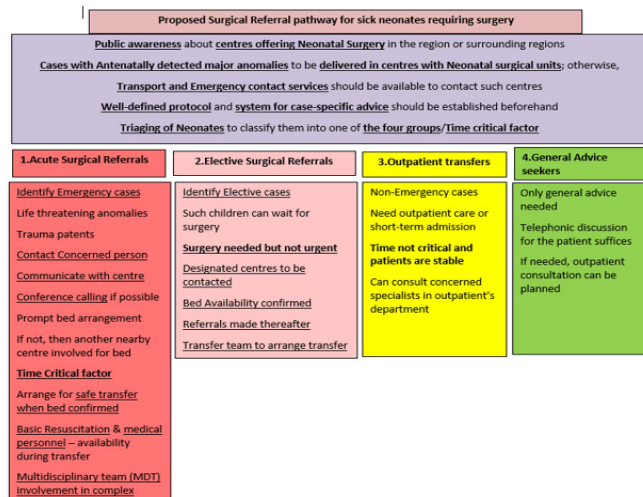 Proposed Surgical Referral pathway for sick neonates requiring surgery
Public awareness about centres offering Neonatal Surgery in the region or surrounding regions
Cases with Antenatally detected major anomalies to be delivered in centres with Neonatal surgical units; otherwise,
Transport and Emergency contact services should be available to contact such centres
Well-defined protocol and system for case-specific advice should be established beforehand
Triaging of Neonates to classify them into one of the four groups/Time critical factor
1.Acute Surgical Referrals
Identify Emergency cases
Life threatening anomalies
Trauma patents
Contact Concerned person
Communicate with centre
Conference calling if possible
Prompt bed arrangement
If not, then another nearby
centre involved for bed
Time Critical factor
Arrange for safe transfer
when bed confirmed
Basic Resuscitation & medical
personnel – availability
during transfer
Multidisciplinary team (MDT)
involvement in complex
2.Elective Surgical Referrals
Identify Elective cases
Such children can wait for
surgery
Surgery needed but not urgent
Designated centres to be
contacted
Bed Availability confirmed
Referrals made thereafter
Transfer team to arrange transfer
3.Outpatient transfers
Non-Emergency cases
Need outpatient care or
short-term admission
Time not critical and
patients are stable
Can consult concerned
specialists in outpatient's
department
4.General Advice
seekers
Only general advice
needed
Telephonic discussion
for the patient suffices
If needed, outpatient
consultation can be
planned